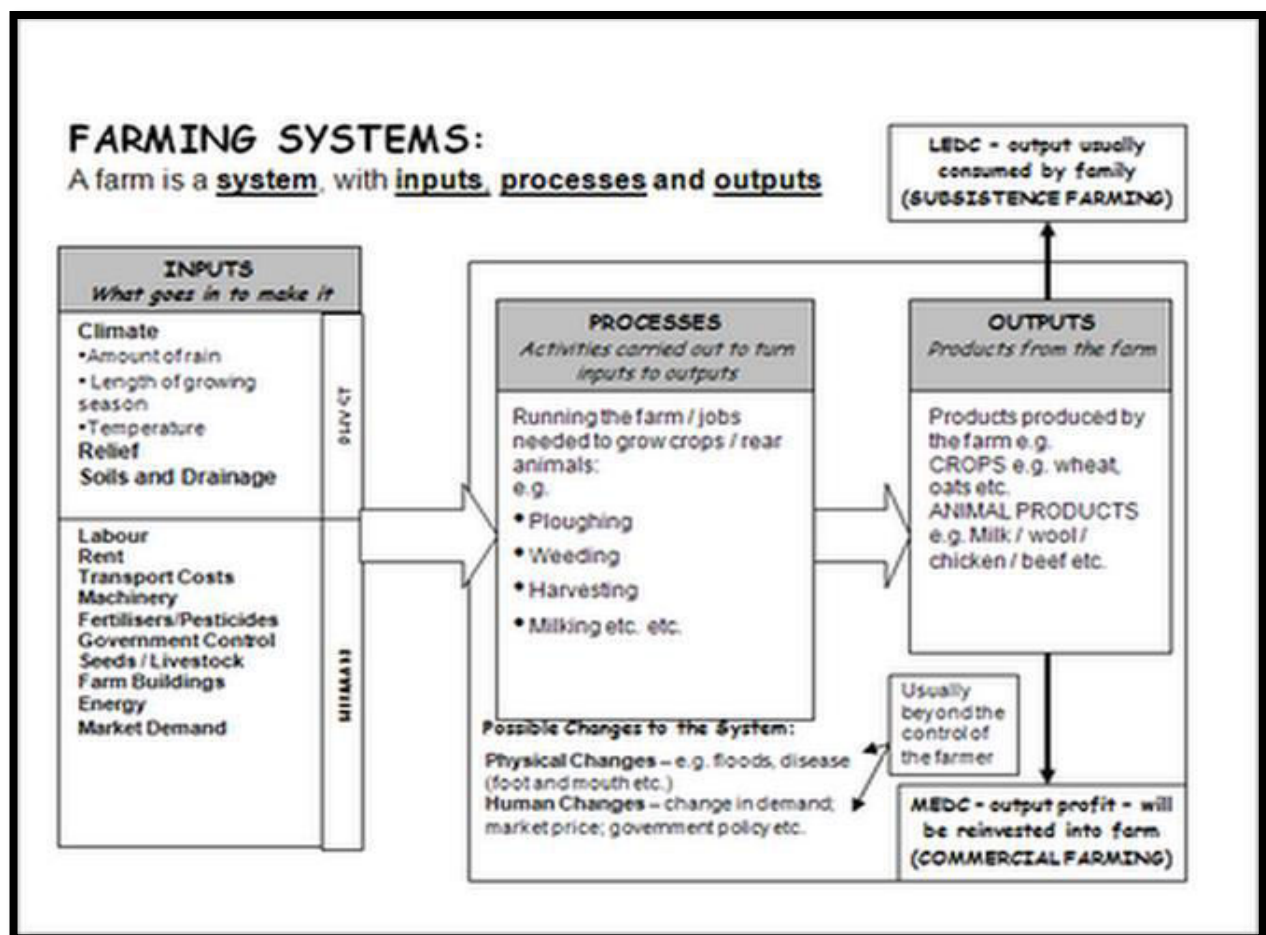 FARMING SYSTEMS:
A farm is a system, with inputs, processes and outputs
LEDC - output usually
consumed by family
(SUBSISTENCE FARMING)
INPUTS
What goes in to make it
Climate
•Amount of rain
• Length of growing
season
•Temperature
Relief
Soils and Drainage
Labour
Rent
Transport Costs
Machinery
Fertilisers/Pesticides
Government Control
Seeds / Livestock
Farm Buildings
Energy
Market Demand
PROCESSES
Activities carried out to turn
inputs to outputs
Running the farm / jobs
needed to grow crops / rear
animals:
e.g.
• Ploughing
• Weeding
• Harvesting
• Milking etc. etc.
OUTPUTS
Products from the farm
Products produced by
the farm e.g.
CROPS e.g. wheat,
oats etc.
ANIMAL PRODUCTS
e.g. Milk / wool /
chicken / beef etc.
Possible Changes to the System:
Physical Changes – e.g. floods, disease
(foot and mouth etc.)
Human Changes – change in demand;
market price; government policy etc.
Usually
beyond the
control of
the farmer
MEDC - output profit - will
be reinvested into farm
(COMMERCIAL FARMING)